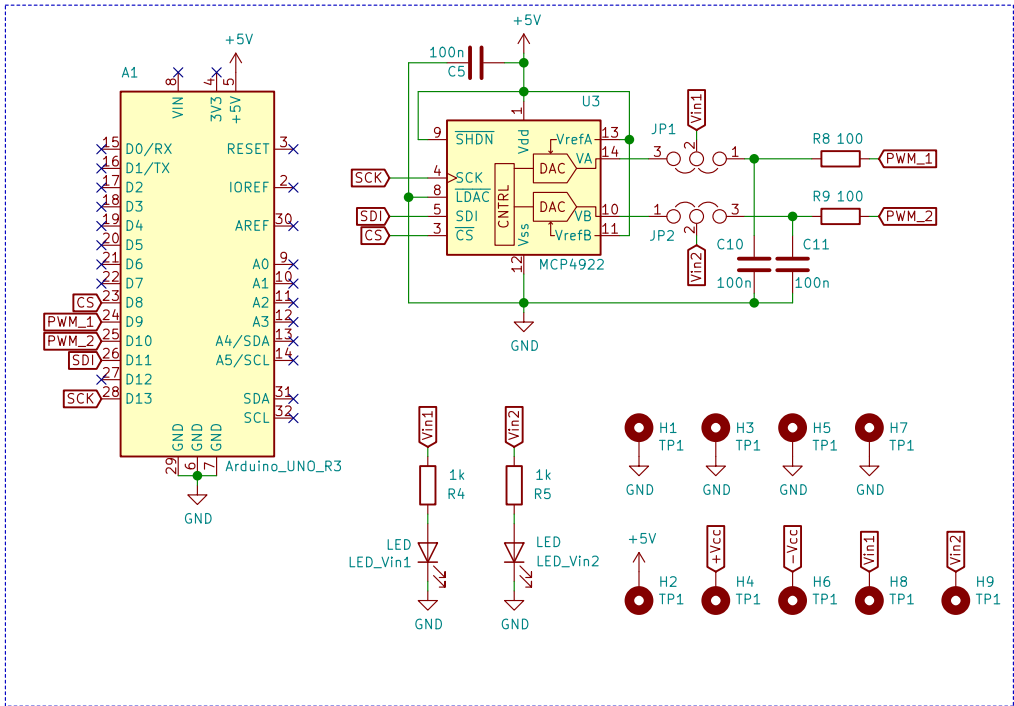 A1
+5V
8
4
5
VIN
3V3
+5V
15 D0/RX
16 D1/TX
17 D2
18 D3
19 D4
20 D5
21 D6
22 D7
CS 23 D8
PWM_1 24 D9
PWM_2 25 D10
SDI 26 D11
27 D12
SCK 28 D13
RESET 3
IOREF 2
AREF 30
A0 9
A1 10
A2 11
A3 12
A4/SDA 13
A5/SCL 14
SDA 31
SCL 32
GND
GND
GND
29
6
7
Arduino_UNO_R3
GND
+5V
100n
C5
U3
1
Vdd
9 SHDN
SCK 4 SCK
8 LDAC
SDI 5 SDI
CS 3 CS
CNTRL
DAC
DAC
VrefA 13
VA 14
VB 10
VrefB 11
Vss
12
MCP4922
GND
Vin1
JP1
3
2
1
1
3
JP2
2
Vin2
R8 100
PWM_1
R9 100
PWM_2
C10
100n
C11
100n
Vin1
1k
R4
LED
LED_Vin1
GND
Vin2
1k
R5
LED
LED_Vin2
GND
H1
TP1
GND
H3
TP1
GND
H5
TP1
GND
H7
TP1
GND
+5V
H2
TP1
+Vcc
H4
TP1
-Vcc
H6
TP1
Vin1
H8
TP1
Vin2
H9
TP1